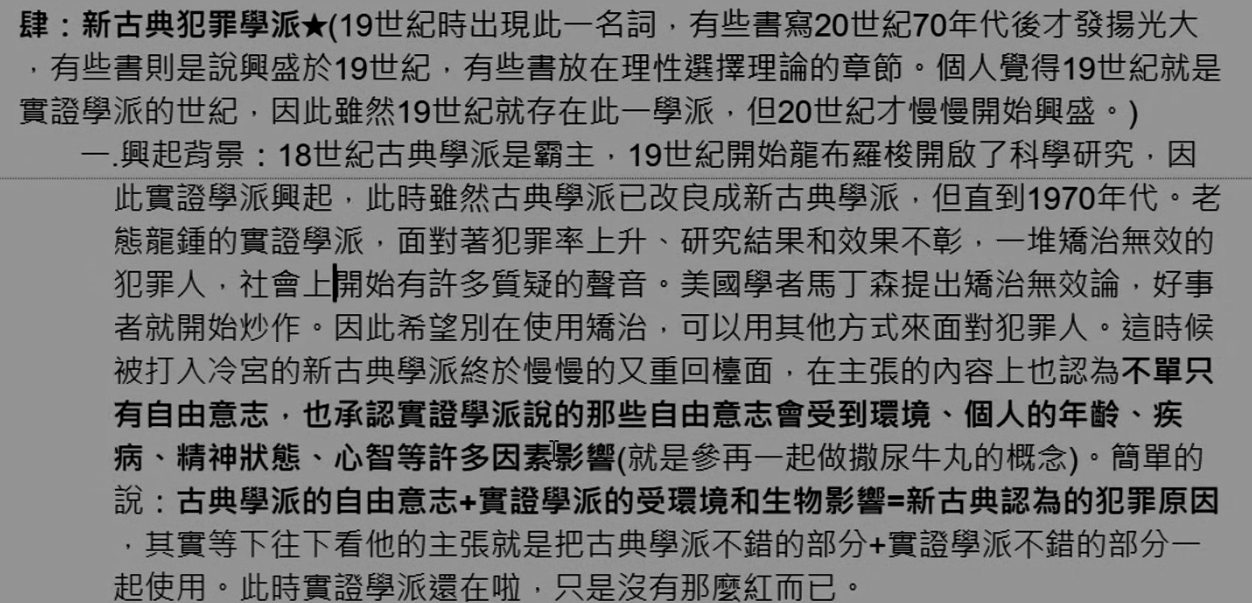 肆：新古典犯罪學派★(19世紀時出現此一名詞，有些書寫20世紀70年代後才發揚光大
，有些書則是說興盛於19世紀，有些書放在理性選擇理論的章節。個人覺得19世紀就是
實證學派的世紀，因此雖然19世紀就存在此一學派，但20世紀才慢慢開始興盛。)
一.興起背景：18世紀古典學派是霸主，19世紀開始龍布羅梭開啟了科學研究，因
此實證學派興起，此時雖然古典學派已改良成新古典學派，但直到1970年代。老
態龍鍾的實證學派，面對著犯罪率上升、研究結果和效果不彰，一堆矯治無效的
犯罪人，社會上開始有許多質疑的聲音。美國學者馬丁森提出矯治無效論，好事
者就開始炒作。因此希望別在使用矯治，可以用其他方式來面對犯罪人。這時候
被打入冷宮的新古典學派終於慢慢的又重回檯面，在主張的內容上也認為不單只
有自由意志，也承認實證學派說的那些自由意志會受到環境、個人的年齡、疾
病、精神狀態、心智等許多因素影響(就是參再一起做撒尿牛丸的概念)。簡單的
說：古典學派的自由意志+實證學派的受環境和生物影響=新古典認為的犯罪原因
，其實等下往下看他的主張就是把古典學派不錯的部分+實證學派不錯的部分一
起使用。此時實證學派還在啦，只是沒有那麼紅而已。